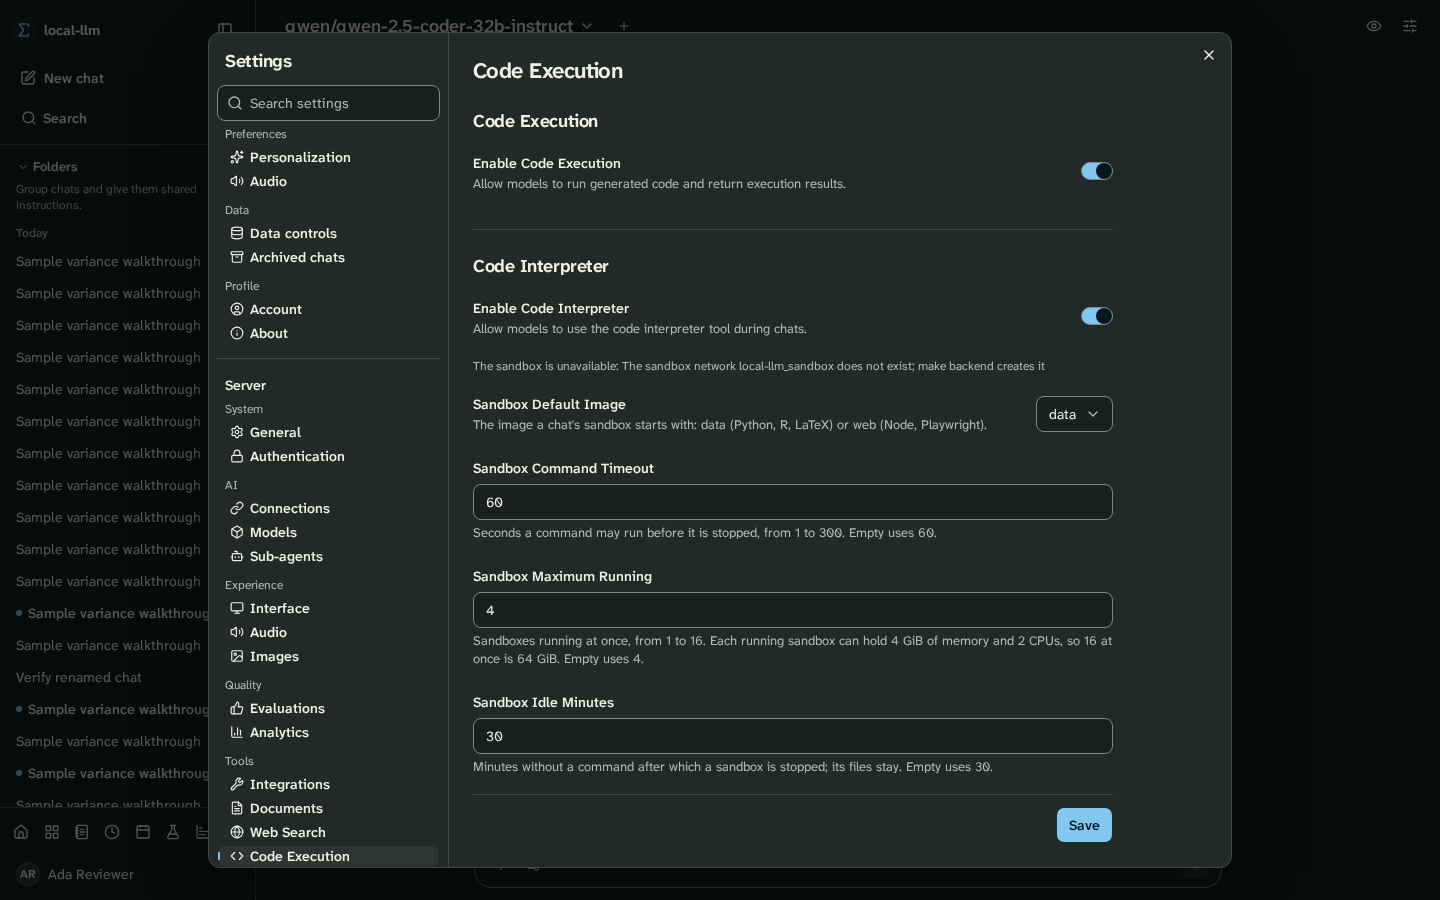 local-llm
New chat
Search
Folders
Group chats and give them shared
instructions.
Today
Sample variance walkthrough
Sample variance walkthrough
Sample variance walkthrough
Sample variance walkthrough
Sample variance walkthrough
Sample variance walkthrough
Sample variance walkthrough
Sample variance walkthrough
Sample variance walkthrough
Sample variance walkthrough
Sample variance walkthrough
Sample variance walkthroug
Sample variance walkthrough
Verify renamed chat
Sample variance walkthroug
Sample variance walkthrough
Sample variance walkthroug
Sample variance walkthrough
AR Ada Reviewer
qwen/qwen-2.5-coder-32b-instruct
Settings
Search settings
Preferences
Personalization
Audio
Data
Data controls
Archived chats
Profile
Account
About
Server
System
General
Authentication
AI
Connections
Models
Sub-agents
Experience
Interface
Audio
Images
Quality
Evaluations
Analytics
Tools
Integrations
Documents
Web Search
Code Execution
Code Execution
Code Execution
Enable Code Execution
Allow models to run generated code and return execution results.
Code Interpreter
Enable Code Interpreter
Allow models to use the code interpreter tool during chats.
The sandbox is unavailable: The sandbox network local-llm_sandbox does not exist; make backend creates it
Sandbox Default Image
The image a chat's sandbox starts with: data (Python, R, LaTeX) or web (Node, Playwright).
data
Sandbox Command Timeout
60
Seconds a command may run before it is stopped, from 1 to 300. Empty uses 60.
Sandbox Maximum Running
4
Sandboxes running at once, from 1 to 16. Each running sandbox can hold 4 GiB of memory and 2 CPUs, so 16 at
once is 64 GiB. Empty uses 4.
Sandbox Idle Minutes
30
Minutes without a command after which a sandbox is stopped; its files stay. Empty uses 30.
Save